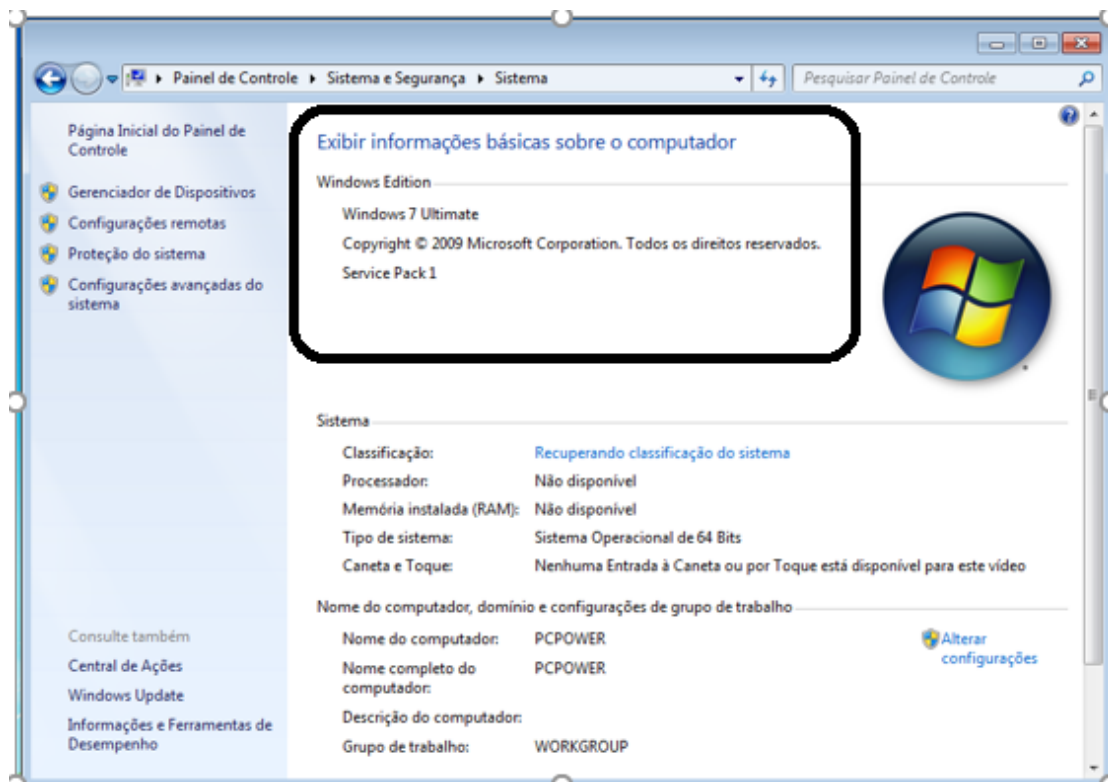 Painel de Controle ▸ Sistema e Segurança ▸ Sistema
Pesquisar Painel de Controle
Página Inicial do Painel de
Controle
Gerenciador de Dispositivos
Configurações remotas
Proteção do sistema
Configurações avançadas do
sistema
Consulte também
Central de Ações
Windows Update
Informações e Ferramentas de
Desempenho
Exibir informações básicas sobre o computador
Windows Edition
Windows 7 Ultimate
Copyright © 2009 Microsoft Corporation. Todos os direitos reservados.
Service Pack 1
Sistema
Classificação: Recuperando classificação do sistema
Processador: Não disponível
Memória instalada (RAM): Não disponível
Tipo de sistema: Sistema Operacional de 64 Bits
Caneta e Toque: Nenhuma Entrada à Caneta ou por Toque está disponível para este vídeo
Nome do computador, domínio e configurações de grupo de trabalho
Nome do computador: PCPOWER
Alterar
configurações
Nome completo do
computador: PCPOWER
Descrição do computador:
Grupo de trabalho: WORKGROUP